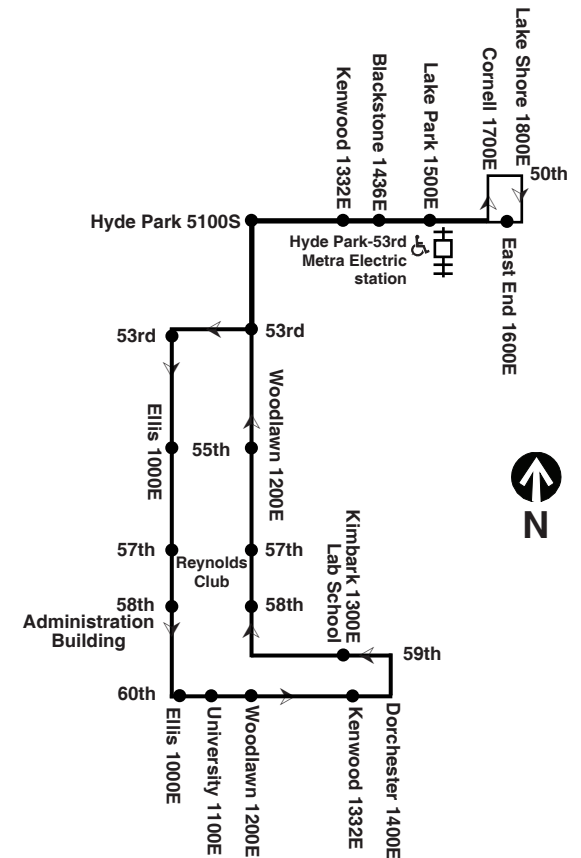 Lake Shore 1800E
Cornell 1700E
50th
Lake Park 1500E
Blackstone 1436E
Kenwood 1332E
Hyde Park 5100S
Hyde Park-53rd
Metra Electric
station
East End 1600E
53rd
53rd
Ellis 1000E
Woodlawn 1200E
55th
N
57th
Reynolds
Club
57th
Kimbark 1300E
Lab School
58th
Administration
Building
58th
59th
60th
Ellis 1000E
University 1100E
Woodlawn 1200E
Kenwood 1332E
Dorchester 1400E